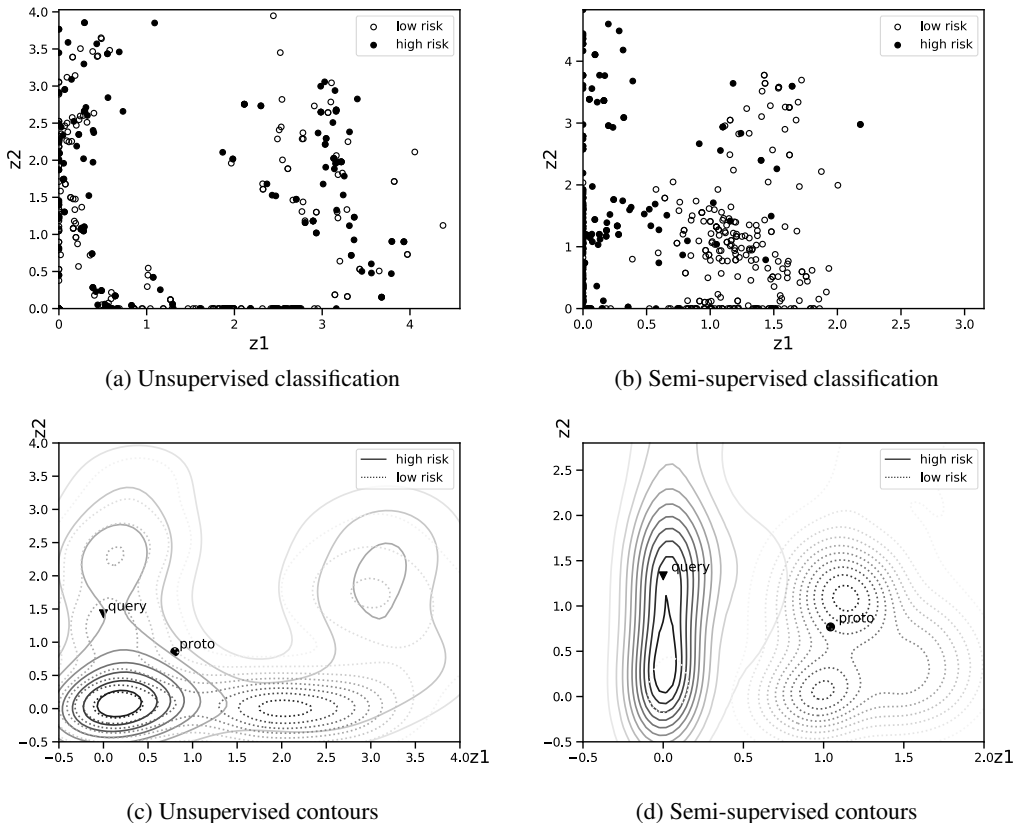 4.0
3.5
3.0
2.5
2.0
1.5
1.0
0.5
0.0
z2
0 1 2 3 4
z1
low risk
high risk
(a) Unsupervised classification
4
3
2
1
0
z2
0.0 0.5 1.0 1.5 2.0 2.5 3.0
z1
low risk
high risk
(b) Semi-supervised classification
z2
4.0
3.5
3.0
2.5
2.0
1.5
1.0
0.5
0.0
−0.5
−0.5 0.0 0.5 1.0 1.5 2.0 2.5 3.0 3.5 4.0 z1
high risk
low risk
query
proto
(c) Unsupervised contours
z2
2.5
2.0
1.5
1.0
0.5
0.0
−0.5
−0.5 0.0 0.5 1.0 1.5 2.0 z1
high risk
low risk
query
proto
(d) Semi-supervised contours